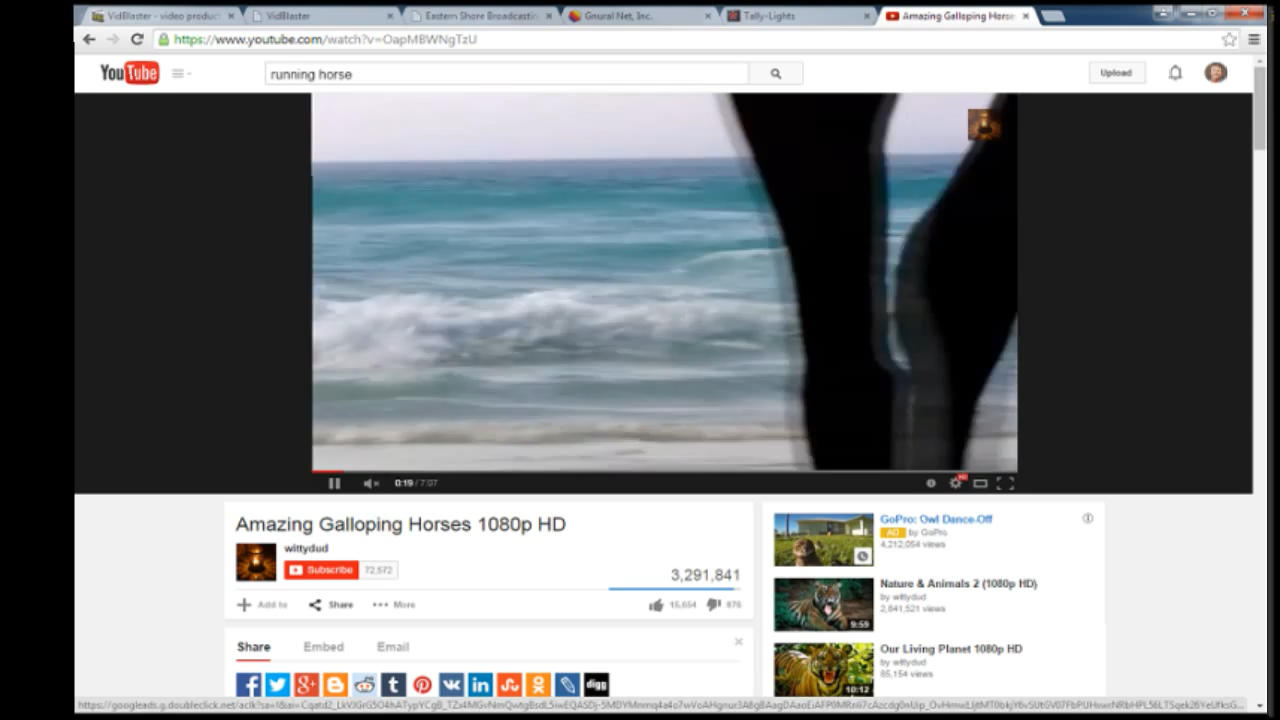 VidBlaster - video product
VidBlaster
Eastern Shore Broadcastin
Gnural Net, Inc.
Tally-Lights
Amazing Galloping Horse
https://www.youtube.com/watch?v=OapMBWNgTzU
YouTube
running horse
Upload
0:19 / 7:07
Amazing Galloping Horses 1080p HD
wittydud
Subscribe 72,572
3,291,841
Add to Share More
15,654 876
Share Embed Email
digg
GoPro: Owl Dance-Off
AD by GoPro
4,212,054 views
Nature & Animals 2 (1080p HD)
by wittydud
2,641,521 views
9:59
Our Living Planet 1080p HD
by wittydud
85,154 views
10:12